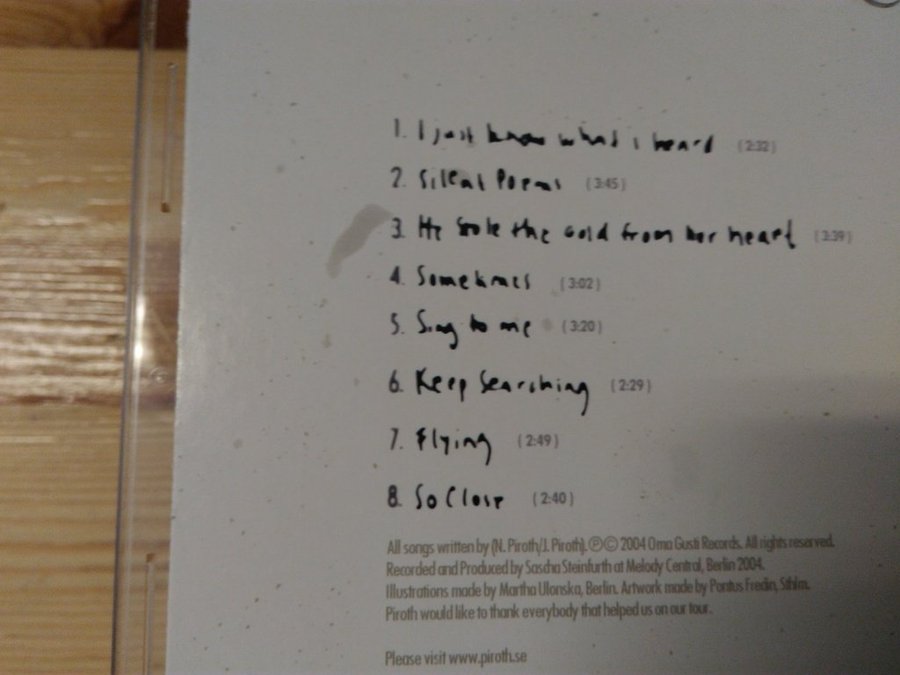 1. I just know what i heard (2:32)
2. Silent Poems (3:45)
3. He stole the gold from her heart (3:39)
4. Sometimes (3:02)
5. Sing to me (3:20)
6. Keep Searching (2:29)
7. Flying (2:49)
8. So Close (2:40)
All songs written by (N. Piroth/J. Piroth). ℗© 2004 Oma Gusti Records. All rights reserved.
Recorded and Produced by Sascha Steinfurth at Melody Central, Berlin 2004.
Illustrations made by Martha Ulonska, Berlin. Artwork made by Pontus Fredin, Sthlm.
Piroth would like to thank everybody that helped us on our tour.
Please visit www.piroth.se